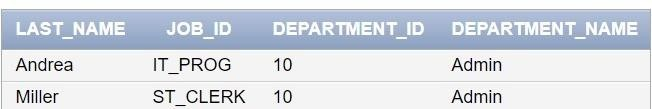 LAST_NAME JOB_ID DEPARTMENT_ID DEPARTMENT_NAME
Andrea IT_PROG 10 Admin
Miller ST_CLERK 10 Admin